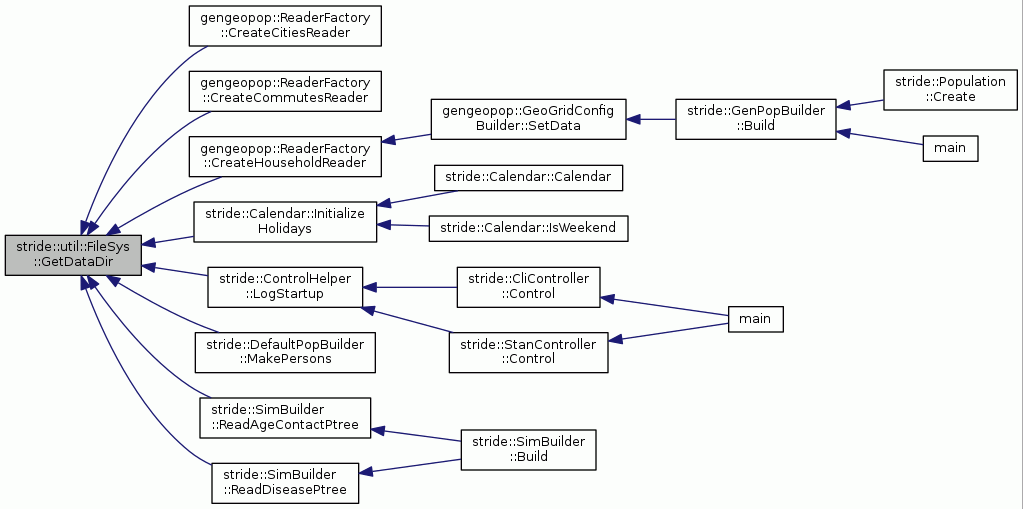 gengeopop::ReaderFactory
::CreateCitiesReader
gengeopop::ReaderFactory
::CreateCommutesReader
stride::Population
::Create
gengeopop::GeoGridConfig
Builder::SetData
stride::GenPopBuilder
::Build
main
gengeopop::ReaderFactory
::CreateHouseholdReader
stride::Calendar::Calendar
stride::Calendar::Initialize
Holidays
stride::Calendar::IsWeekend
stride::util::FileSys
::GetDataDir
stride::ControlHelper
::LogStartup
stride::CliController
::Control
main
stride::DefaultPopBuilder
::MakePersons
stride::StanController
::Control
stride::SimBuilder
::ReadAgeContactPtree
stride::SimBuilder
::Build
stride::SimBuilder
::ReadDiseasePtree